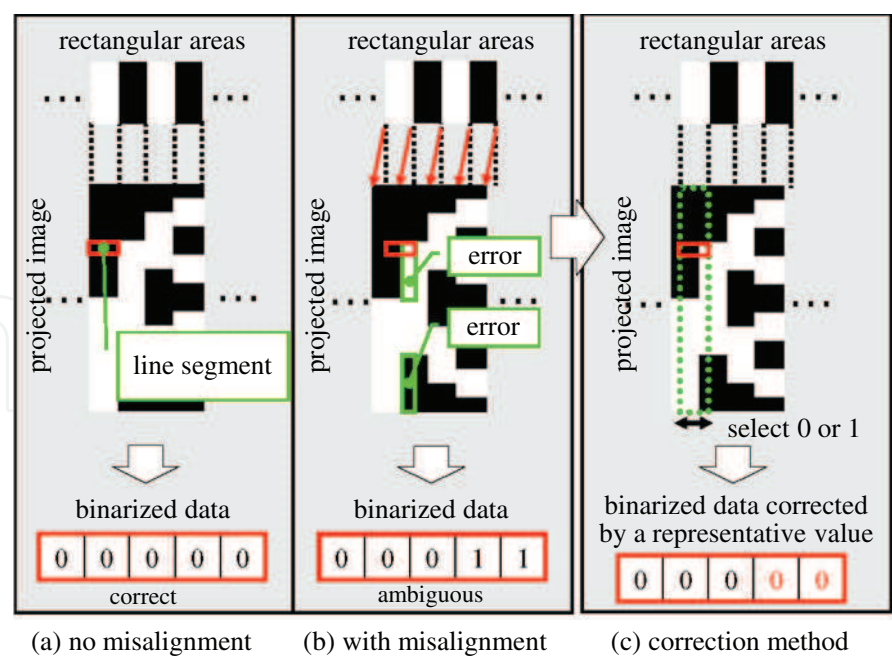 rectangular areas
projected image
line segment
binarized data
0 0 0 0 0
correct
(a) no misalignment
rectangular areas
projected image
error
error
binarized data
0 0 0 1 1
ambiguous
(b) with misalignment
rectangular areas
projected image
select 0 or 1
binarized data corrected
by a representative value
0 0 0 0 0
(c) correction method